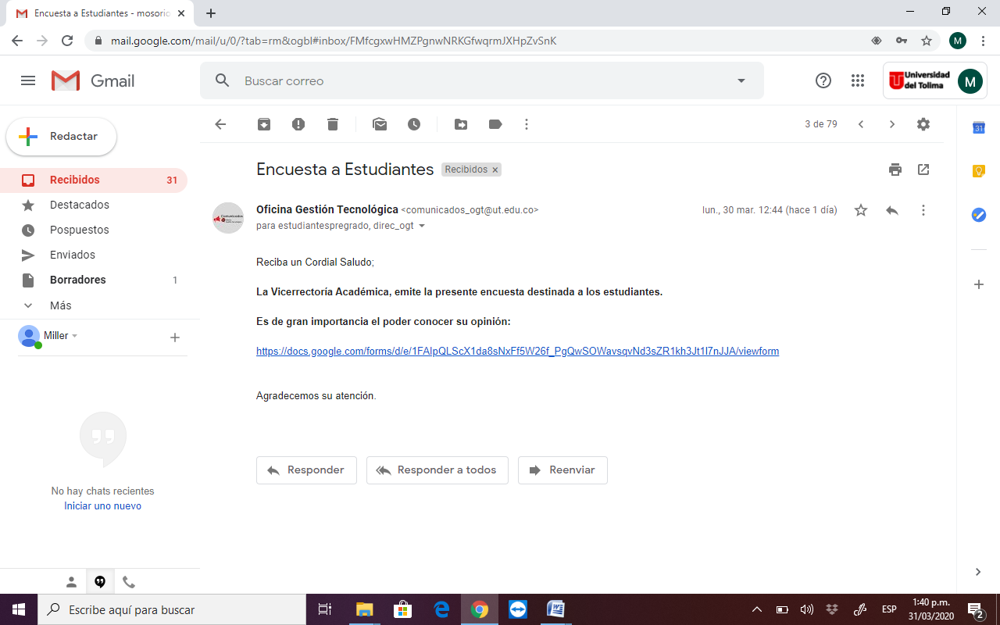 Encuesta a Estudiantes - mosorio
mail.google.com/mail/u/0/?tab=rm&ogbl#inbox/FMfcgxwHMZPgnwNRKGfwqrmJXHpZvSnK
M
Gmail
Buscar correo
Universidad del Tolima
M
Redactar
3 de 79
31
Encuesta a Estudiantes
Recibidos x
Recibidos 31
Destacados
Pospuestos
Enviados
Borradores 1
Más
Miller
Oficina Gestión Tecnológica <comunicados_ogt@ut.edu.co>
lun., 30 mar. 12:44 (hace 1 día)
para estudiantespregrado, direc_ogt
Reciba un Cordial Saludo;
La Vicerrectoría Académica, emite la presente encuesta destinada a los estudiantes.
Es de gran importancia el poder conocer su opinión:
https://docs.google.com/forms/d/e/1FAIpQLScX1da8sNxFf5W26f_PgQwSOWavsqvNd3sZR1kh3Jt1I7nJJA/viewform
Agradecemos su atención.
Responder
Responder a todos
Reenviar
No hay chats recientes
Iniciar uno nuevo
Escribe aquí para buscar
ESP
1:40 p.m.
31/03/2020
2